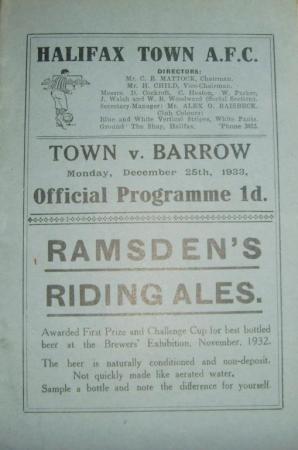 HALIFAX TOWN A.F.C.
DIRECTORS:
Mr. C. B. MATTOCK, Chairman.
Mr. H. CHILD, Vice-Chairman.
Messrs. D. Cockroft, C. Heaton, W. Parker,
J. Walsh and W. B. Woodward (Social Section).
Secretary-Manager: Mr. ALEX. G. RAISBECK.
(Club Colours:)
Blue and White Vertical Stripes, White Pants.
Ground: The Shay, Halifax. 'Phone 3423.
TOWN v. BARROW
Monday, December 25th, 1933,
Official Programme 1d.
RAMSDEN'S
RIDING ALES.
Awarded First Prize and Challenge Cup for best bottled
beer at the Brewers' Exhibition, November, 1932.
The beer is naturally conditioned and non-deposit.
Not quickly made like aerated water.
Sample a bottle and note the difference for yourself.